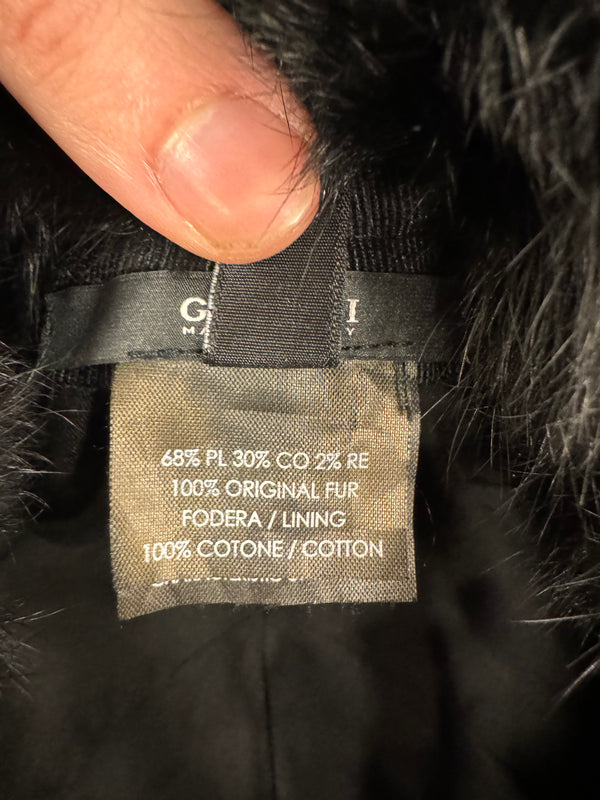 68% PL 30% CO 2% RE
100% ORIGINAL FUR
FODERA / LINING
100% COTONE / COTTON